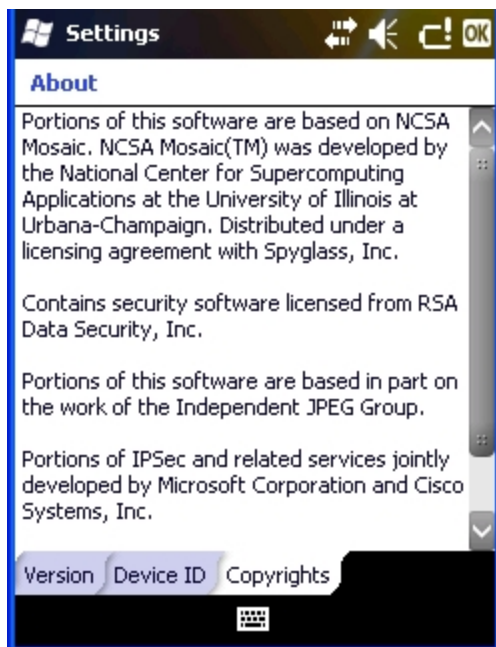 Settings
OK
About
Portions of this software are based on NCSA
Mosaic. NCSA Mosaic(TM) was developed by
the National Center for Supercomputing
Applications at the University of Illinois at
Urbana-Champaign. Distributed under a
licensing agreement with Spyglass, Inc.
Contains security software licensed from RSA
Data Security, Inc.
Portions of this software are based in part on
the work of the Independent JPEG Group.
Portions of IPSec and related services jointly
developed by Microsoft Corporation and Cisco
Systems, Inc.
Version Device ID Copyrights